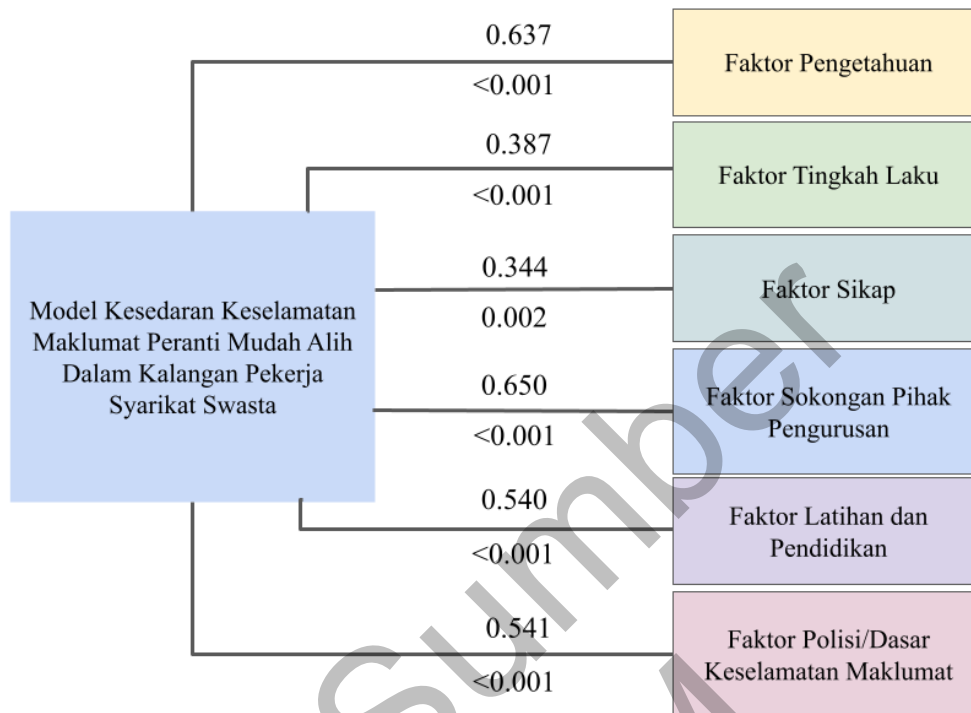 0.637
<0.001
Faktor Pengetahuan
0.387
<0.001
Faktor Tingkah Laku
0.344
0.002
Faktor Sikap
Model Kesedaran Keselamatan
Maklumat Peranti Mudah Alih
Dalam Kalangan Pekerja
Syarikat Swasta
0.650
<0.001
Faktor Sokongan Pihak
Pengurusan
0.540
<0.001
Faktor Latihan dan
Pendidikan
0.541
<0.001
Faktor Polisi/Dasar
Keselamatan Maklumat
Sumber